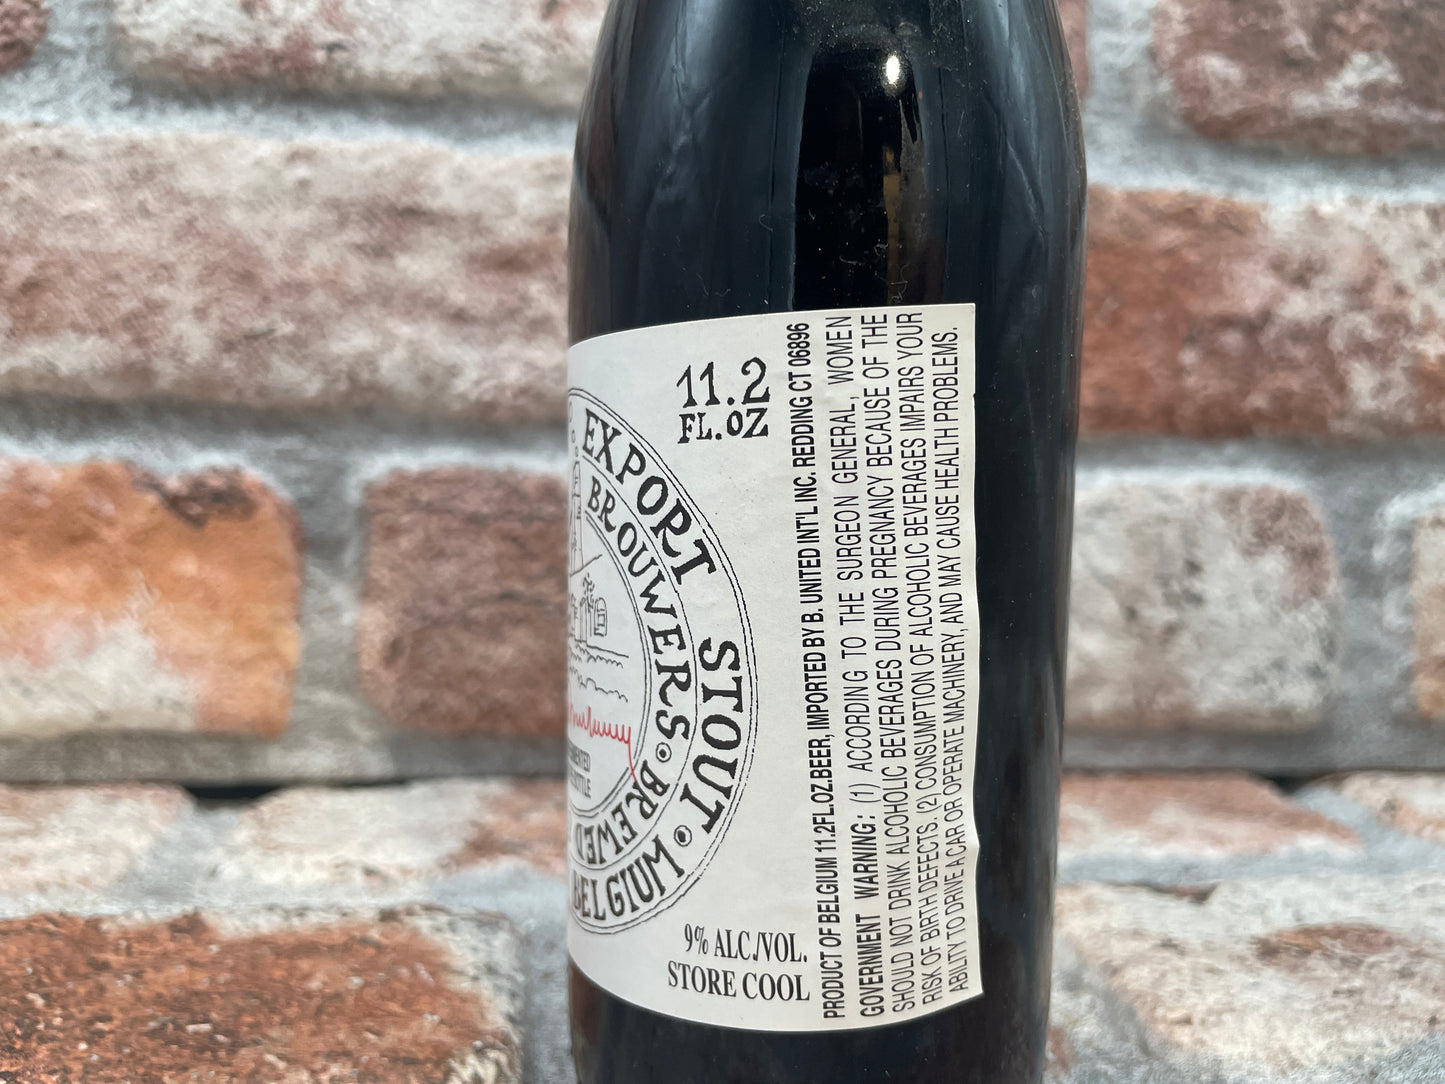 11.2
FL.OZ
EXPORT STOUT
BROUWERS
BREWED
BELGIUM
9% ALC./VOL.
STORE COOL
PRODUCT OF BELGIUM 11.2FL.OZ.BEER, IMPORTED BY B. UNITED INT'L INC. REDDING CT 06896
GOVERNMENT WARNING: (1) ACCORDING TO THE SURGEON GENERAL, WOMEN
SHOULD NOT DRINK ALCOHOLIC BEVERAGES DURING PREGNANCY BECAUSE OF THE
RISK OF BIRTH DEFECTS. (2) CONSUMPTION OF ALCOHOLIC BEVERAGES IMPAIRS YOUR
ABILITY TO DRIVE A CAR OR OPERATE MACHINERY, AND MAY CAUSE HEALTH PROBLEMS.